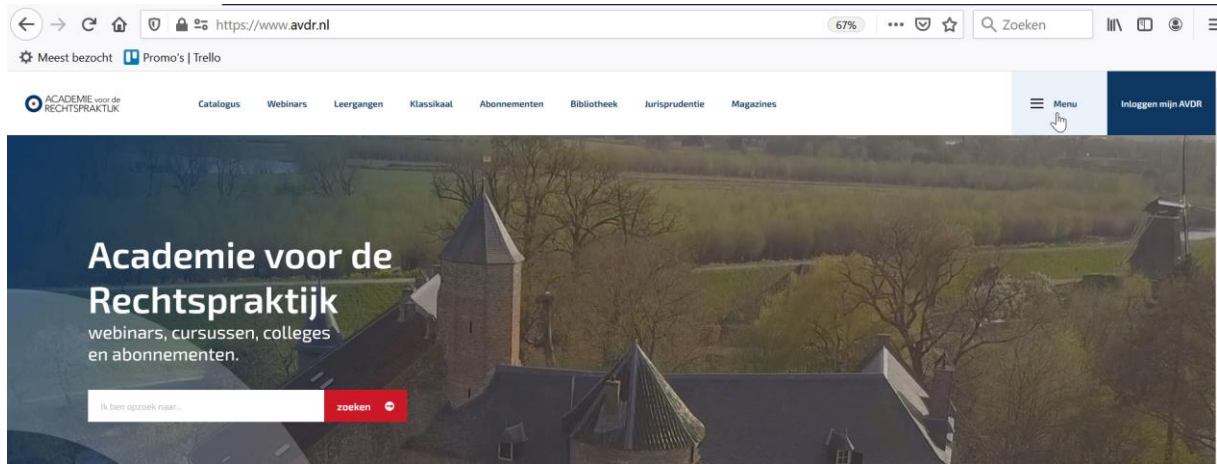 https://www.avdr.nl 67% Zoeken
Meest bezocht Promo's | Trello
ACADEMIE voor de
RECHTSPRAKTIJK
Catalogus Webinars Leergangen Klassikaal Abonnementen Bibliotheek Jurisprudentie Magazines Menu Inloggen mijn AVDR
Academie voor de
Rechtspraktijk
webinars, cursussen, colleges
en abonnementen.
Ik ben opzoek naar... zoeken